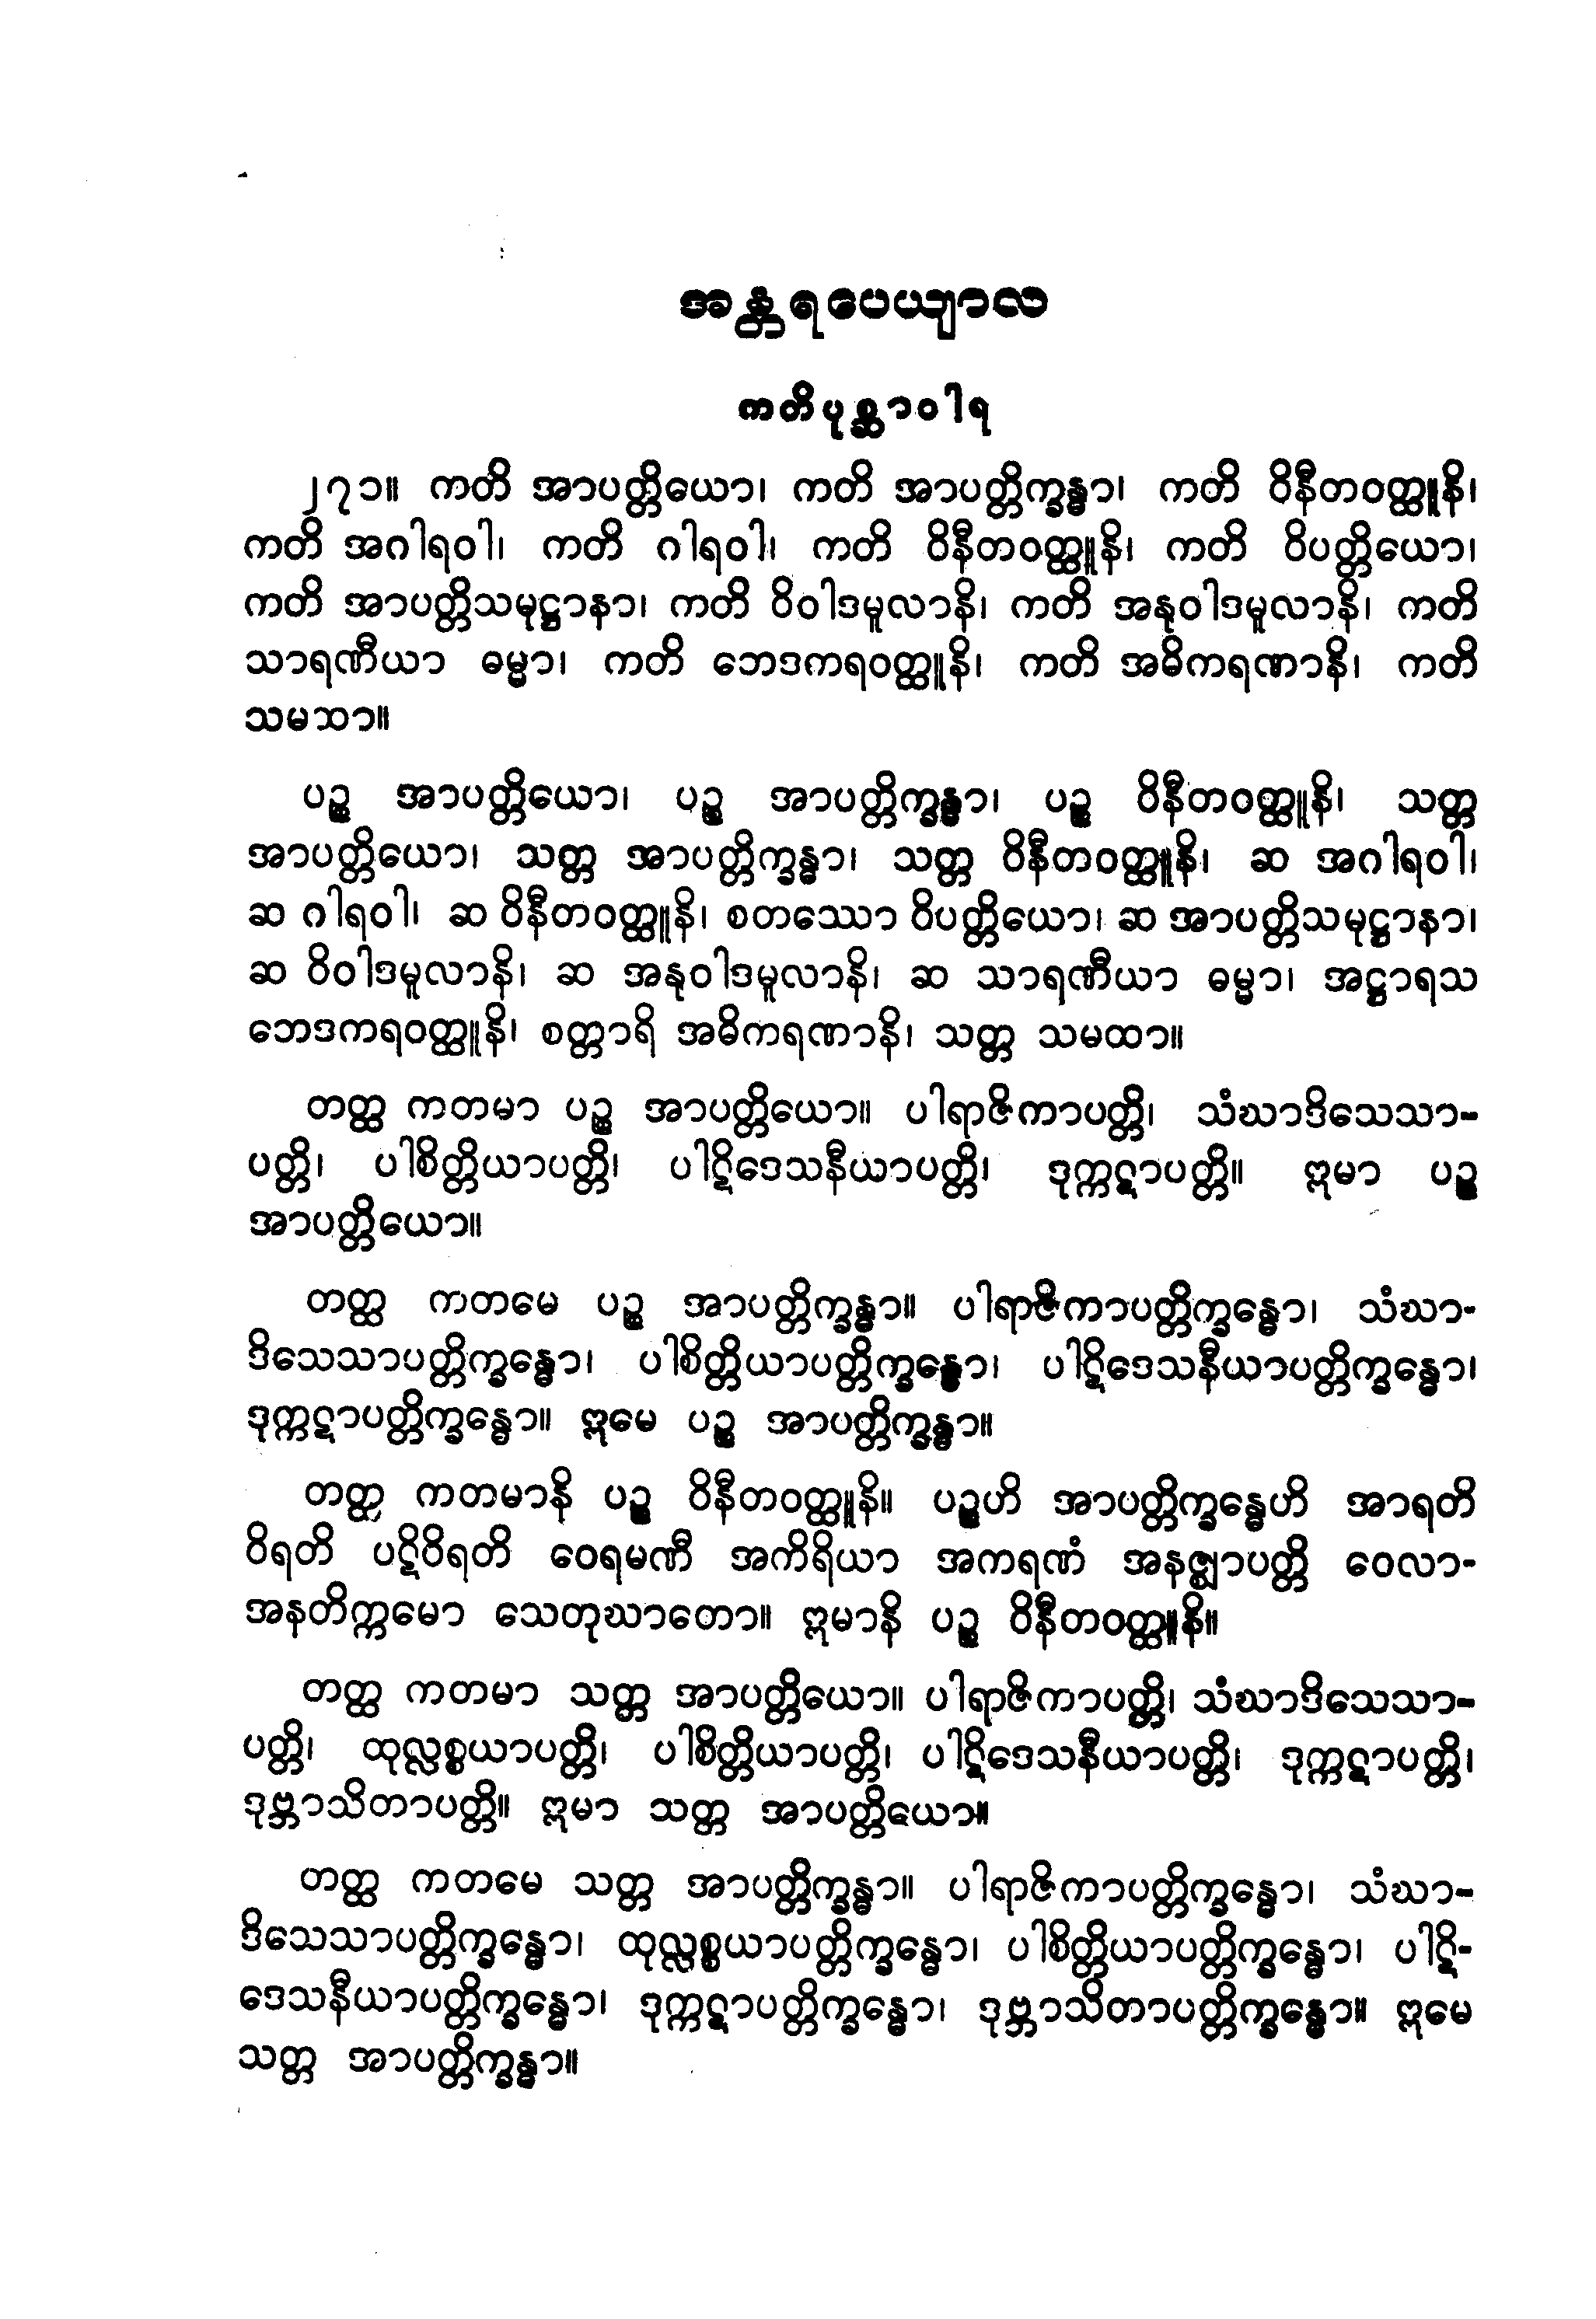 အန္တရပေယျာလ
ကတိပုစ္ဆာဝါရ
၂၇၁။ ကတိ အာပတ္တိယော၊ ကတိ အာပတ္တိက္ခန္ဓာ၊ ကတိ ဝိနီတဝတ္ထူနိ၊
ကတိ အဂါရဝါ၊ ကတိ ဂါရဝါ၊ ကတိ ဝိနီတဝတ္ထူနိ၊ ကတိ ဝိပတ္တိယော၊
ကတိ အာပတ္တိသမုဋ္ဌာနာ၊ ကတိ ဝိဝါဒမူလာနိ၊ ကတိ အနုဝါဒမူလာနိ၊ ကတိ
သာရဏီယာ ဓမ္မာ၊ ကတိ ဘေဒကရဝတ္ထူနိ၊ ကတိ အဓိကရဏာနိ၊ ကတိ
သမထာ။
ပဉ္စ အာပတ္တိယော၊ ပဉ္စ အာပတ္တိက္ခန္ဓာ၊ ပဉ္စ ဝိနီတဝတ္ထူနိ၊ သတ္တ
အာပတ္တိယော၊ သတ္တ အာပတ္တိက္ခန္ဓာ၊ သတ္တ ဝိနီတဝတ္ထူနိ၊ ဆ အဂါရဝါ၊
ဆ ဂါရဝါ၊ ဆ ဝိနီတဝတ္ထူနိ၊ စတဿော ဝိပတ္တိယော၊ ဆ အာပတ္တိသမုဋ္ဌာနာ၊
ဆ ဝိဝါဒမူလာနိ၊ ဆ အနုဝါဒမူလာနိ၊ ဆ သာရဏီယာ ဓမ္မာ၊ အဋ္ဌာရသ
ဘေဒကရဝတ္ထူနိ၊ စတ္တာရိ အဓိကရဏာနိ၊ သတ္တ သမထာ။
တတ္ထ ကတမာ ပဉ္စ အာပတ္တိယော။ ပါရာဇိကာပတ္တိ၊ သံဃာဒိသေသာ-
ပတ္တိ၊ ပါစိတ္တိယာပတ္တိ၊ ပါဋိဒေသနီယာပတ္တိ၊ ဒုက္ကဋာပတ္တိ။ ဣမာ ပဉ္စ
အာပတ္တိယော။
တတ္ထ ကတမေ ပဉ္စ အာပတ္တိက္ခန္ဓာ။ ပါရာဇိကာပတ္တိက္ခန္ဓော၊ သံဃာ-
ဒိသေသာပတ္တိက္ခန္ဓော၊ ပါစိတ္တိယာပတ္တိက္ခန္ဓော၊ ပါဋိဒေသနီယာပတ္တိက္ခန္ဓော၊
ဒုက္ကဋာပတ္တိက္ခန္ဓော။ ဣမေ ပဉ္စ အာပတ္တိက္ခန္ဓာ။
တတ္ထ ကတမာနိ ပဉ္စ ဝိနီတဝတ္ထူနိ။ ပဉ္စဟိ အာပတ္တိက္ခန္ဓေဟိ အာရတိ
ဝိရတိ ပဋိဝိရတိ ဝေရမဏီ အကိရိယာ အကရဏံ အနဇ္ဈာပတ္တိ ဝေလာ-
အနတိက္ကမော သေတုဃာတော။ ဣမာနိ ပဉ္စ ဝိနီတဝတ္ထူနိ။
တတ္ထ ကတမာ သတ္တ အာပတ္တိယော။ ပါရာဇိကာပတ္တိ၊ သံဃာဒိသေသာ-
ပတ္တိ၊ ထုလ္လစ္စယာပတ္တိ၊ ပါစိတ္တိယာပတ္တိ၊ ပါဋိဒေသနီယာပတ္တိ၊ ဒုက္ကဋာပတ္တိ၊
ဒုဗ္ဘာသိတာပတ္တိ။ ဣမာ သတ္တ အာပတ္တိယော။
တတ္ထ ကတမေ သတ္တ အာပတ္တိက္ခန္ဓာ။ ပါရာဇိကာပတ္တိက္ခန္ဓော၊ သံဃာ-
ဒိသေသာပတ္တိက္ခန္ဓော၊ ထုလ္လစ္စယာပတ္တိက္ခန္ဓော၊ ပါစိတ္တိယာပတ္တိက္ခန္ဓော၊ ပါဋိ-
ဒေသနီယာပတ္တိက္ခန္ဓော၊ ဒုက္ကဋာပတ္တိက္ခန္ဓော၊ ဒုဗ္ဘာသိတာပတ္တိက္ခန္ဓော။ ဣမေ
သတ္တ အာပတ္တိက္ခန္ဓာ။